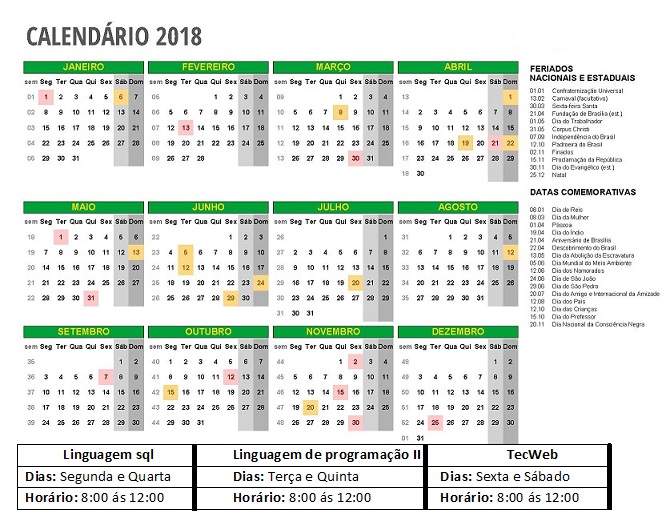 CALENDÁRIO 2018
JANEIRO
sem Seg Ter Qua Qui Sex Sáb Dom
01 1 2 3 4 5 6 7
02 8 9 10 11 12 13 14
03 15 16 17 18 19 20 21
04 22 23 24 25 26 27 28
05 29 30 31
FEVEREIRO
sem Seg Ter Qua Qui Sex Sáb Dom
05 1 2 3 4
06 5 6 7 8 9 10 11
07 12 13 14 15 16 17 18
08 19 20 21 22 23 24 25
09 26 27 28
MARÇO
sem Seg Ter Qua Qui Sex Sáb Dom
09 1 2 3 4
10 5 6 7 8 9 10 11
11 12 13 14 15 16 17 18
12 19 20 21 22 23 24 25
13 26 27 28 29 30 31
ABRIL
sem Seg Ter Qua Qui Sex Sáb Dom
13 1
14 2 3 4 5 6 7 8
15 9 10 11 12 13 14 15
16 16 17 18 19 20 21 22
17 23 24 25 26 27 28 29
18 30
FERIADOS
NACIONAIS E ESTADUAIS
01.01 Confraternização Universal
13.02 Carnaval (facultativo)
30.03 Sexta-feira Santa
21.04 Fundação de Brasília (est.)
01.05 Dia do Trabalhador
31.05 Corpus Christi
07.09 Independência do Brasil
12.10 Padroeira do Brasil
02.11 Finados
15.11 Proclamação da República
30.11 Dia do Evangélico (est.)
25.12 Natal
MAIO
sem Seg Ter Qua Qui Sex Sáb Dom
18 1 2 3 4 5 6
19 7 8 9 10 11 12 13
20 14 15 16 17 18 19 20
21 21 22 23 24 25 26 27
22 28 29 30 31
JUNHO
sem Seg Ter Qua Qui Sex Sáb Dom
22 1 2 3
23 4 5 6 7 8 9 10
24 11 12 13 14 15 16 17
25 18 19 20 21 22 23 24
26 25 26 27 28 29 30
JULHO
sem Seg Ter Qua Qui Sex Sáb Dom
26 1
27 2 3 4 5 6 7 8
28 9 10 11 12 13 14 15
29 16 17 18 19 20 21 22
30 23 24 25 26 27 28 29
31 30 31
AGOSTO
sem Seg Ter Qua Qui Sex Sáb Dom
31 1 2 3 4 5
32 6 7 8 9 10 11 12
33 13 14 15 16 17 18 19
34 20 21 22 23 24 25 26
35 27 28 29 30 31
DATAS COMEMORATIVAS
06.01 Dia de Reis
08.03 Dia da Mulher
01.04 Páscoa
19.04 Dia do Índio
21.04 Aniversário de Brasília
22.04 Descobrimento do Brasil
13.05 Dia da Abolição da Escravatura
05.06 Dia Mundial do Meio Ambiente
12.06 Dia dos Namorados
24.06 Dia de São João
29.06 Dia de São Pedro
20.07 Dia do Amigo e Internacional da Amizade
12.08 Dia dos Pais
12.10 Dia das Crianças
15.10 Dia do Professor
20.11 Dia Nacional da Consciência Negra
SETEMBRO
sem Seg Ter Qua Qui Sex Sáb Dom
35 1 2
36 3 4 5 6 7 8 9
37 10 11 12 13 14 15 16
38 17 18 19 20 21 22 23
39 24 25 26 27 28 29 30
OUTUBRO
sem Seg Ter Qua Qui Sex Sáb Dom
40 1 2 3 4 5 6 7
41 8 9 10 11 12 13 14
42 15 16 17 18 19 20 21
43 22 23 24 25 26 27 28
44 29 30 31
NOVEMBRO
sem Seg Ter Qua Qui Sex Sáb Dom
44 1 2 3 4
45 5 6 7 8 9 10 11
46 12 13 14 15 16 17 18
47 19 20 21 22 23 24 25
48 26 27 28 29 30
DEZEMBRO
sem Seg Ter Qua Qui Sex Sáb Dom
48 1 2
49 3 4 5 6 7 8 9
50 10 11 12 13 14 15 16
51 17 18 19 20 21 22 23
52 24 25 26 27 28 29 30
01 31
Linguagem sql
Dias: Segunda e Quarta
Horário: 8:00 ás 12:00
Linguagem de programação II
Dias: Terça e Quinta
Horário: 8:00 ás 12:00
TecWeb
Dias: Sexta e Sábado
Horário: 8:00 ás 12:00